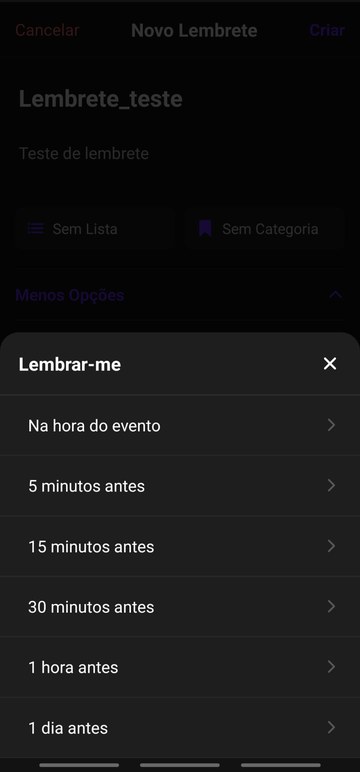 Cancelar Novo Lembrete Criar
Lembrete_teste
Teste de lembrete
Sem Lista Sem Categoria
Menos Opções
Lembrar-me
Na hora do evento
5 minutos antes
15 minutos antes
30 minutos antes
1 hora antes
1 dia antes